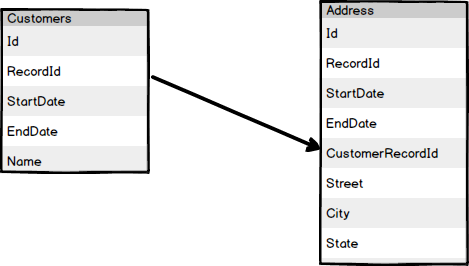 Customers
Id
RecordId
StartDate
EndDate
Name
Address
Id
RecordId
StartDate
EndDate
CustomerRecordId
Street
City
State